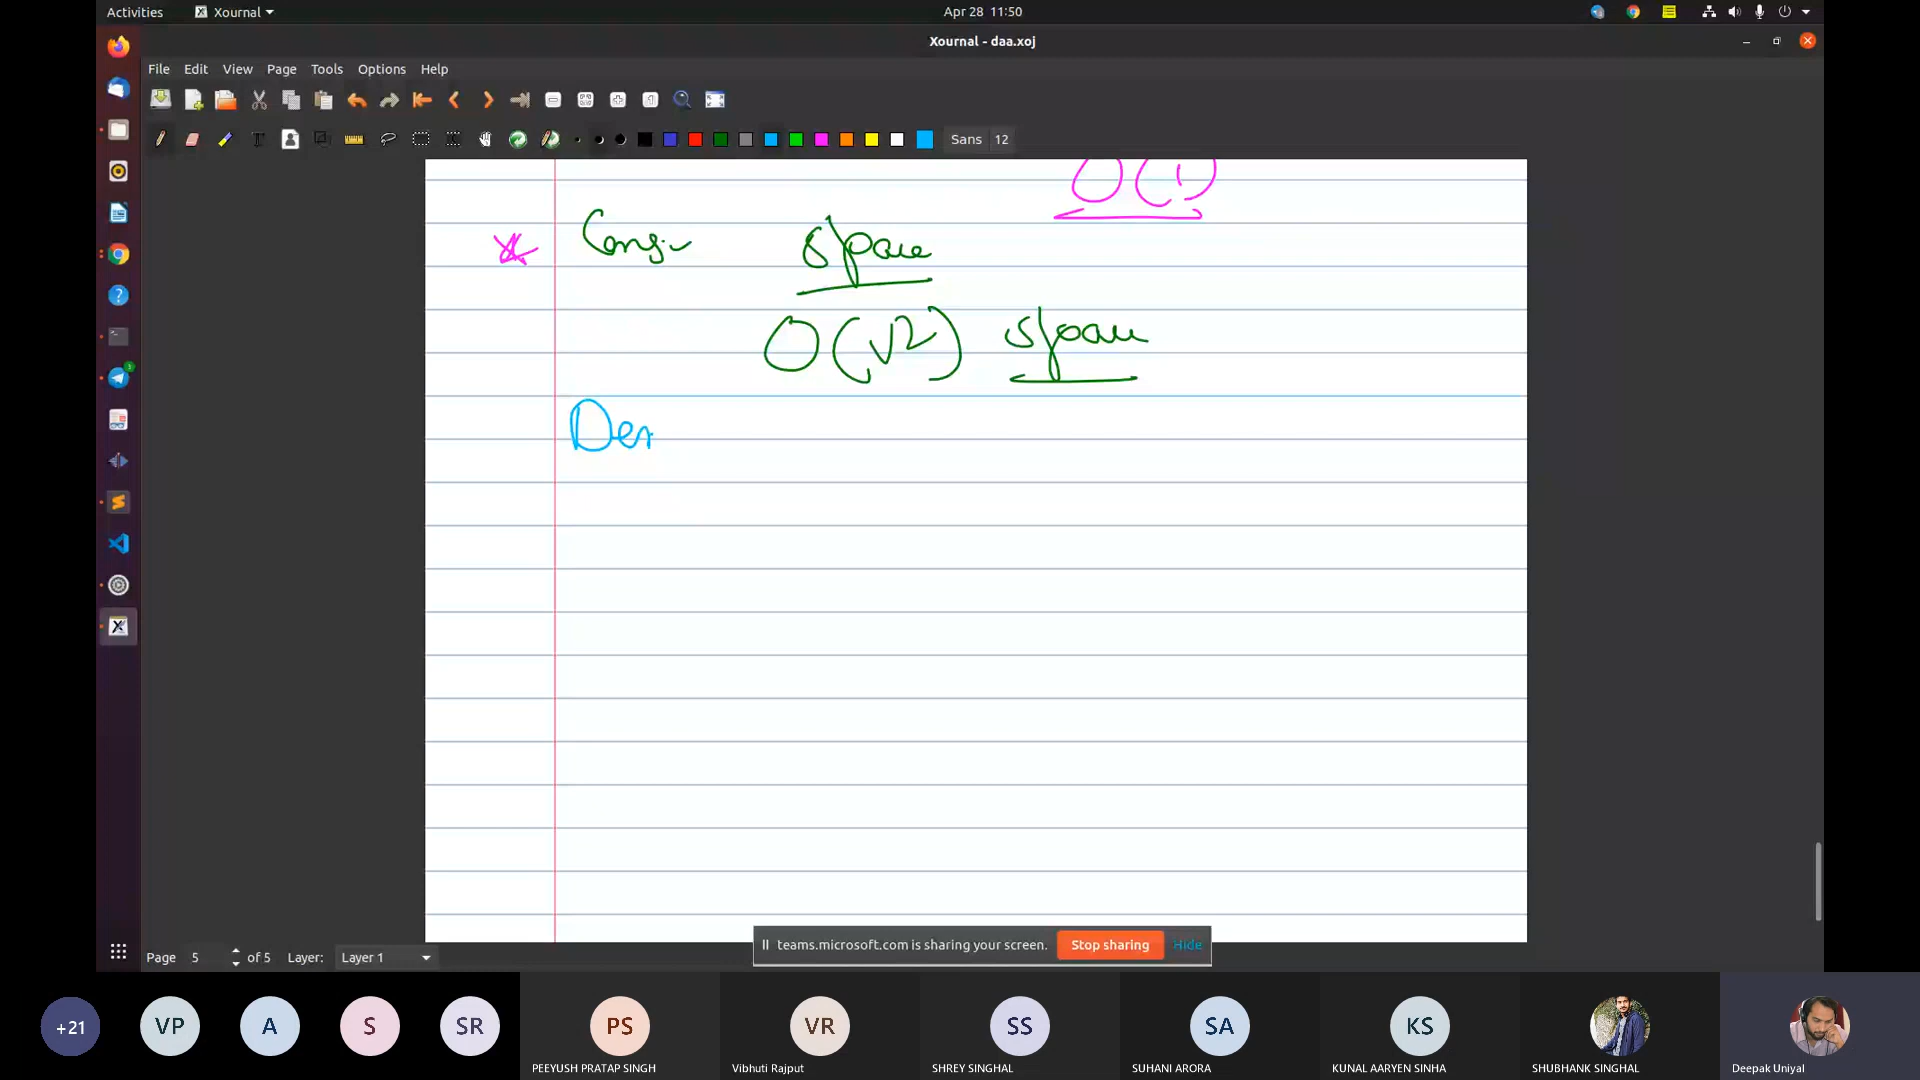 Activities Xournal Apr 28 11:50
Xournal - daa.xoj
File Edit View Page Tools Options Help
Sans 12
O(1)
Cons:- space
O(V2) space
Den
Page 5 of 5 Layer: Layer 1
teams.microsoft.com is sharing your screen. Stop sharing Hide
+21 VP A S SR PS VR SS SA KS
PEEYUSH PRATAP SINGH Vibhuti Rajput SHREY SINGHAL SUHANI ARORA KUNAL AARYEN SINHA SHUBHANK SINGHAL Deepak Uniyal